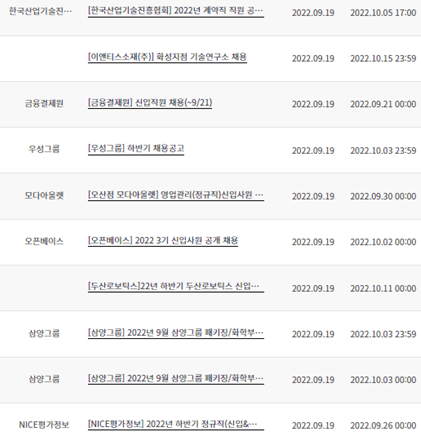 한국산업기술진··· [한국산업기술진흥협회] 2022년 계약직 직원 공··· 2022.09.19 2022.10.05 17:00
[이앤티스소재(주)] 화성지점 기술연구소 채용 2022.09.19 2022.10.15 23:59
금융결제원 [금융결제원] 신입직원 채용(~9/21) 2022.09.19 2022.09.21 00:00
우성그룹 [우성그룹] 하반기 채용공고 2022.09.19 2022.10.03 23:59
모다아울렛 [오산점 모다아울렛] 영업관리(정규직)신입사원 ··· 2022.09.19 2022.09.30 00:00
오픈베이스 [오픈베이스] 2022 3기 신입사원 공개 채용 2022.09.19 2022.10.02 00:00
[두산로보틱스]22년 하반기 두산로보틱스 신입··· 2022.09.19 2022.10.11 00:00
삼양그룹 [삼양그룹] 2022년 9월 삼양그룹 패키징/화학부··· 2022.09.19 2022.10.03 23:59
삼양그룹 [삼양그룹] 2022년 9월 삼양그룹 패키징/화학부··· 2022.09.19 2022.10.03 00:00
NICE평가정보 [NICE평가정보] 2022년 하반기 정규직(신입&··· 2022.09.19 2022.09.26 00:00